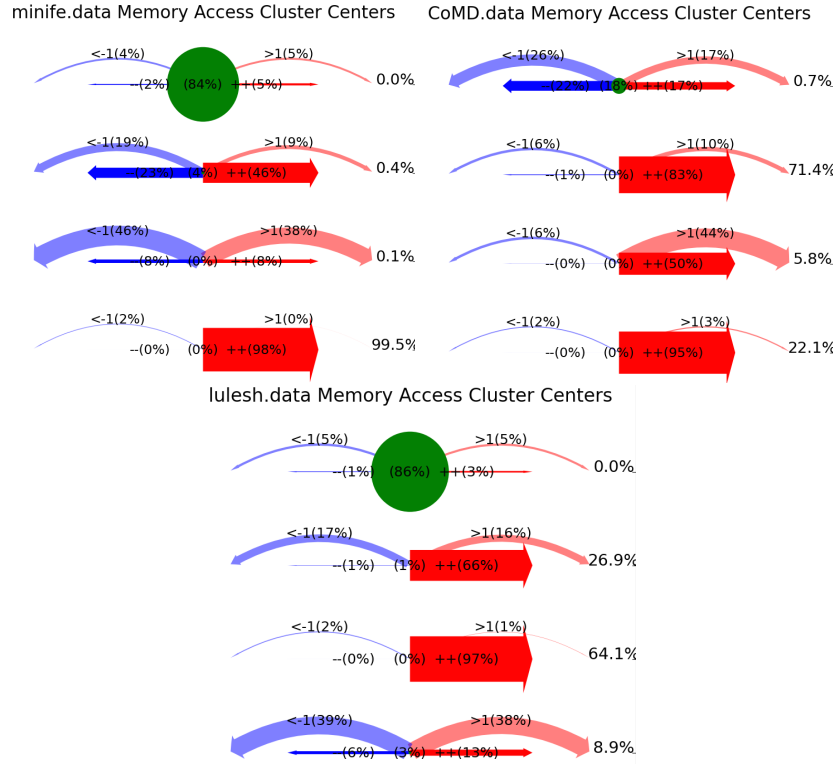 minife.data Memory Access Cluster Centers
<-1(4%) >1(5%)
--(2%) (84%) ++(5%) 0.0%
<-1(19%) >1(9%)
--(23%) (4%) ++(46%) 0.4%
<-1(46%) >1(38%)
--(8%) (0%) ++(8%) 0.1%
<-1(2%) >1(0%)
--(0%) (0%) ++(98%) 99.5%
CoMD.data Memory Access Cluster Centers
<-1(26%) >1(17%)
--(22%) (18%) ++(17%) 0.7%
<-1(6%) >1(10%)
--(1%) (0%) ++(83%) 71.4%
<-1(6%) >1(44%)
--(0%) (0%) ++(50%) 5.8%
<-1(2%) >1(3%)
--(0%) (0%) ++(95%) 22.1%
lulesh.data Memory Access Cluster Centers
<-1(5%) >1(5%)
--(1%) (86%) ++(3%) 0.0%
<-1(17%) >1(16%)
--(1%) (1%) ++(66%) 26.9%
<-1(2%) >1(1%)
--(0%) (0%) ++(97%) 64.1%
<-1(39%) >1(38%)
--(6%) (3%) ++(13%) 8.9%